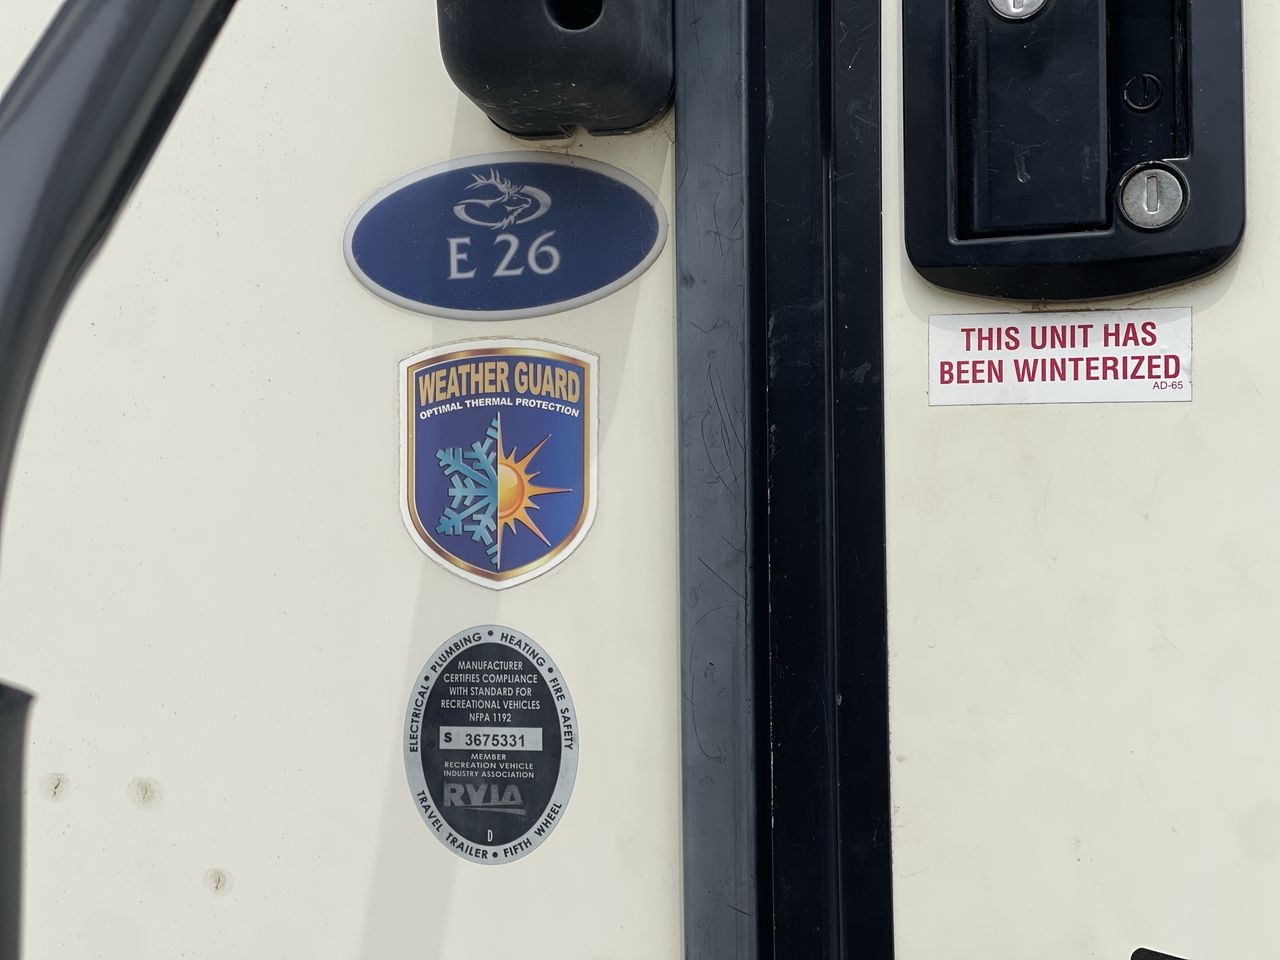 E 26
WEATHER GUARD
OPTIMAL THERMAL PROTECTION
ELECTRICAL • PLUMBING • HEATING • FIRE SAFETY
MANUFACTURER
CERTIFIES COMPLIANCE
WITH STANDARD FOR
RECREATIONAL VEHICLES
NFPA 1192
S 3675331
MEMBER
RECREATION VEHICLE
INDUSTRY ASSOCIATION
RVIA
D
TRAVEL TRAILER • FIFTH WHEEL
THIS UNIT HAS
BEEN WINTERIZED
AD-65